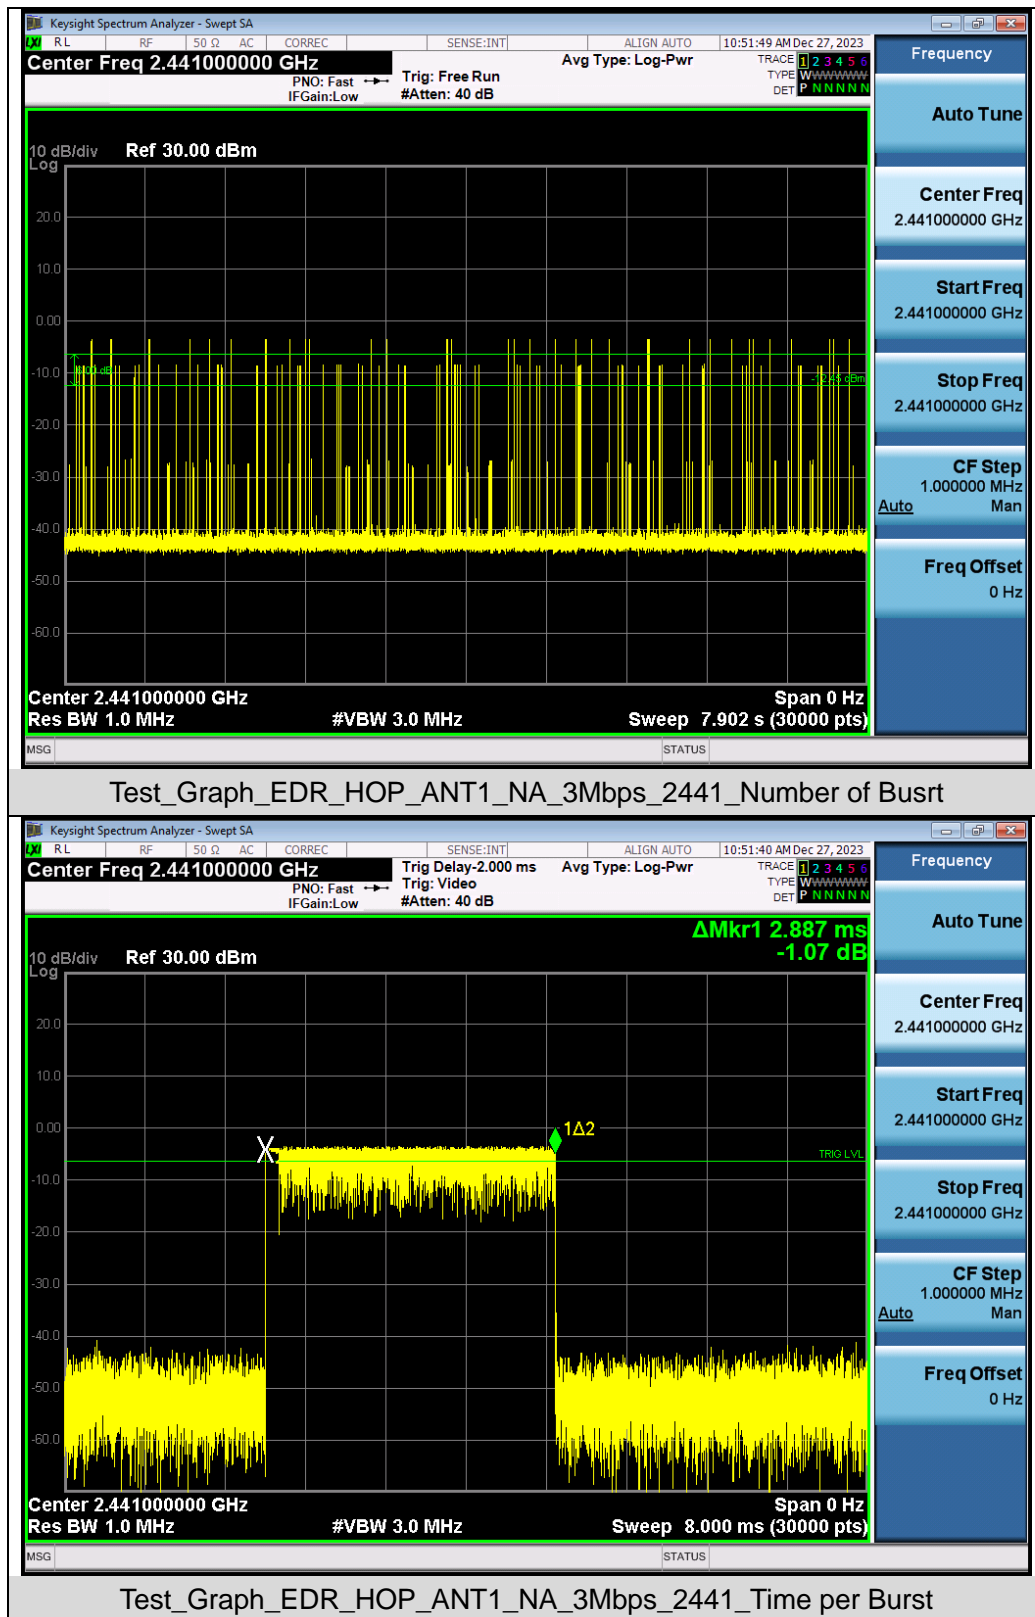 Keysight Spectrum Analyzer - Swept SA
LXI RL RF 50 Ω AC CORREC SENSE:INT ALIGN AUTO 10:51:49 AM Dec 27, 2023
Center Freq 2.441000000 GHz
PNO: Fast
IFGain:Low
Trig: Free Run
#Atten: 40 dB
Avg Type: Log-Pwr
TRACE 1 2 3 4 5 6
TYPE WWWWWW
DET P N N N N N
10 dB/div Ref 30.00 dBm
Log
20.0
10.0
0.00
-10.0
-20.0
-30.0
-40.0
-50.0
-60.0
-12.45 dBm
Center 2.441000000 GHz Span 0 Hz
Res BW 1.0 MHz #VBW 3.0 MHz Sweep 7.902 s (30000 pts)
MSG STATUS
Frequency
Auto Tune
Center Freq
2.441000000 GHz
Start Freq
2.441000000 GHz
Stop Freq
2.441000000 GHz
CF Step
1.000000 MHz
Auto Man
Freq Offset
0 Hz
Test_Graph_EDR_HOP_ANT1_NA_3Mbps_2441_Number of Busrt
Keysight Spectrum Analyzer - Swept SA
LXI RL RF 50 Ω AC CORREC SENSE:INT ALIGN AUTO 10:51:40 AM Dec 27, 2023
Center Freq 2.441000000 GHz
PNO: Fast
IFGain:Low
Trig Delay-2.000 ms
Trig: Video
#Atten: 40 dB
Avg Type: Log-Pwr
TRACE 1 2 3 4 5 6
TYPE WWWWWW
DET P N N N N N
ΔMkr1 2.887 ms
-1.07 dB
10 dB/div Ref 30.00 dBm
Log
20.0
10.0
0.00
-10.0
-20.0
-30.0
-40.0
-50.0
-60.0
1Δ2
TRIG LVL
Center 2.441000000 GHz Span 0 Hz
Res BW 1.0 MHz #VBW 3.0 MHz Sweep 8.000 ms (30000 pts)
MSG STATUS
Frequency
Auto Tune
Center Freq
2.441000000 GHz
Start Freq
2.441000000 GHz
Stop Freq
2.441000000 GHz
CF Step
1.000000 MHz
Auto Man
Freq Offset
0 Hz
Test_Graph_EDR_HOP_ANT1_NA_3Mbps_2441_Time per Burst